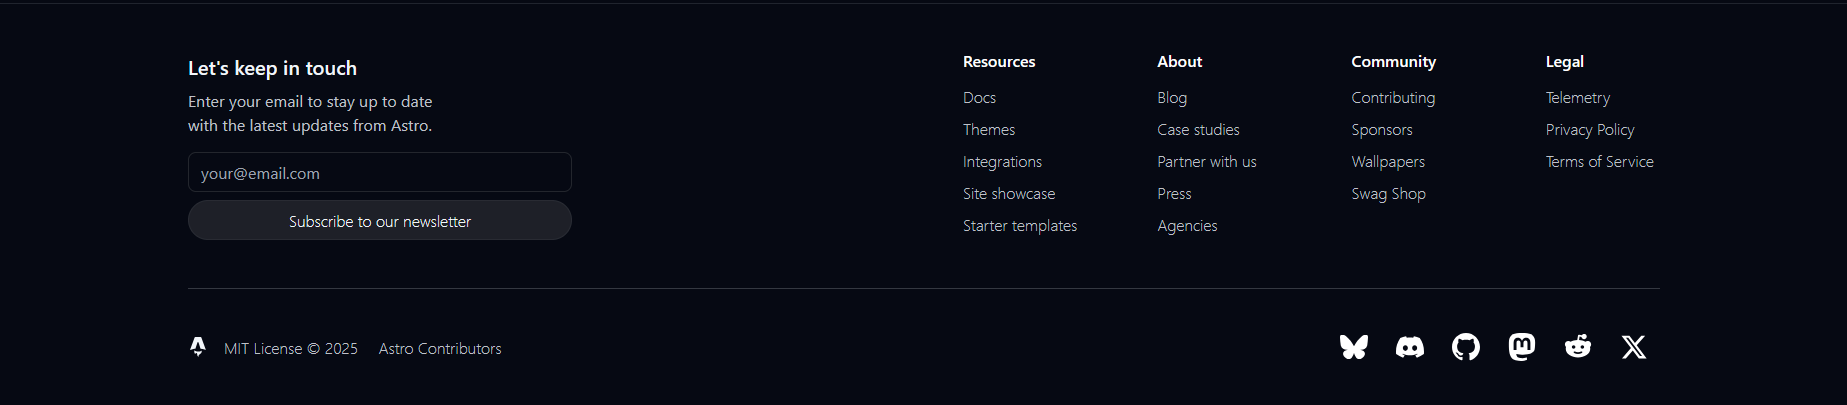 Let's keep in touch
Enter your email to stay up to date
with the latest updates from Astro.
your@email.com
Subscribe to our newsletter
Resources
Docs
Themes
Integrations
Site showcase
Starter templates
About
Blog
Case studies
Partner with us
Press
Agencies
Community
Contributing
Sponsors
Wallpapers
Swag Shop
Legal
Telemetry
Privacy Policy
Terms of Service
MIT License © 2025 Astro Contributors